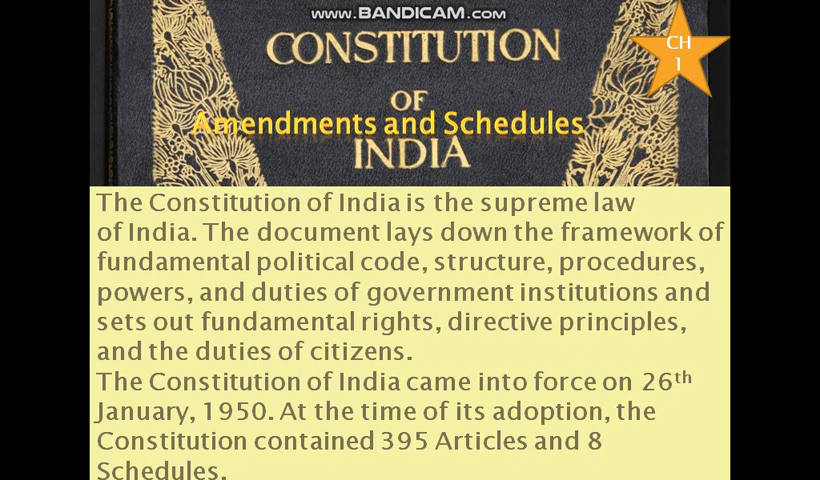 www.BANDICAM.com
CONSTITUTION
OF
Amendments and Schedules
INDIA
CH
1
The Constitution of India is the supreme law
of India. The document lays down the framework of
fundamental political code, structure, procedures,
powers, and duties of government institutions and
sets out fundamental rights, directive principles,
and the duties of citizens.
The Constitution of India came into force on 26th
January, 1950. At the time of its adoption, the
Constitution contained 395 Articles and 8
Schedules.